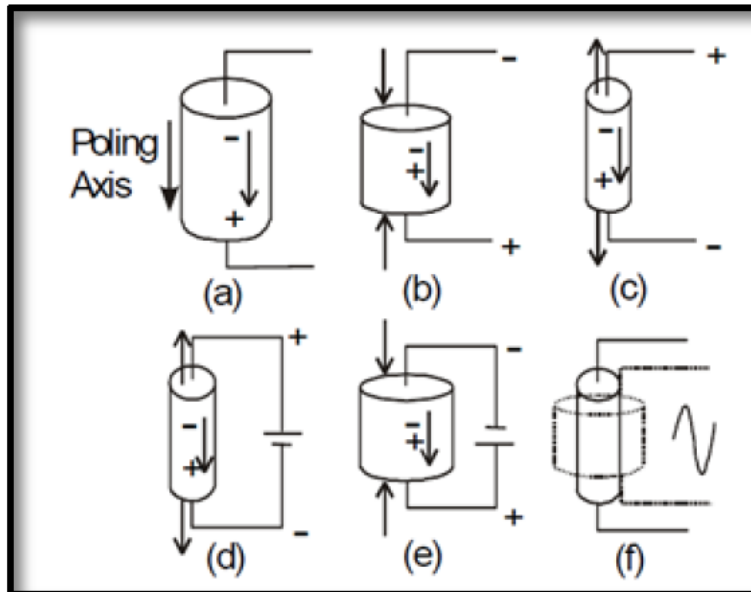 Poling
Axis
-
+
(a)
-
-
+
+
(b)
+
-
+
-
(c)
+
-
+
-
(d)
-
-
+
+
(e)
(f)